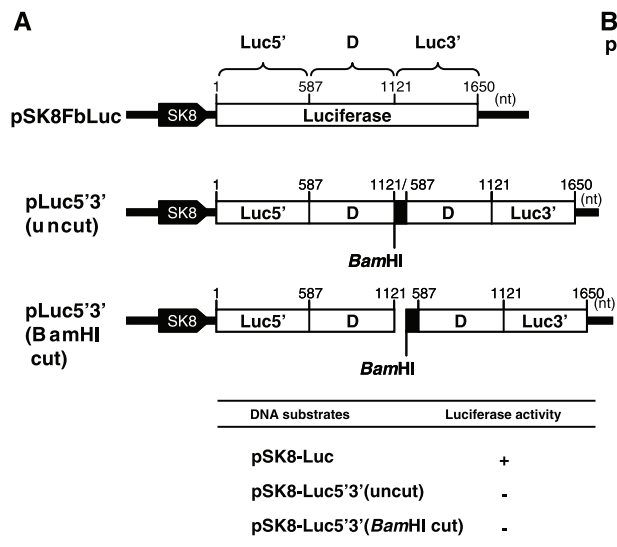 A
B
p
Luc5’ D Luc3’
1 587 1121 1650 (nt)
pSK8FbLuc SK8 Luciferase
1 587 1121/ 587 1121 1650 (nt)
pLuc5’3’
(uncut)
SK8 Luc5’ D D Luc3’
BamHI
1 587 1121 587 1121 1650 (nt)
pLuc5’3’
(BamHI
cut)
SK8 Luc5’ D D Luc3’
BamHI
DNA substrates Luciferase activity
pSK8-Luc +
pSK8-Luc5’3’(uncut) -
pSK8-Luc5’3’(BamHI cut) -